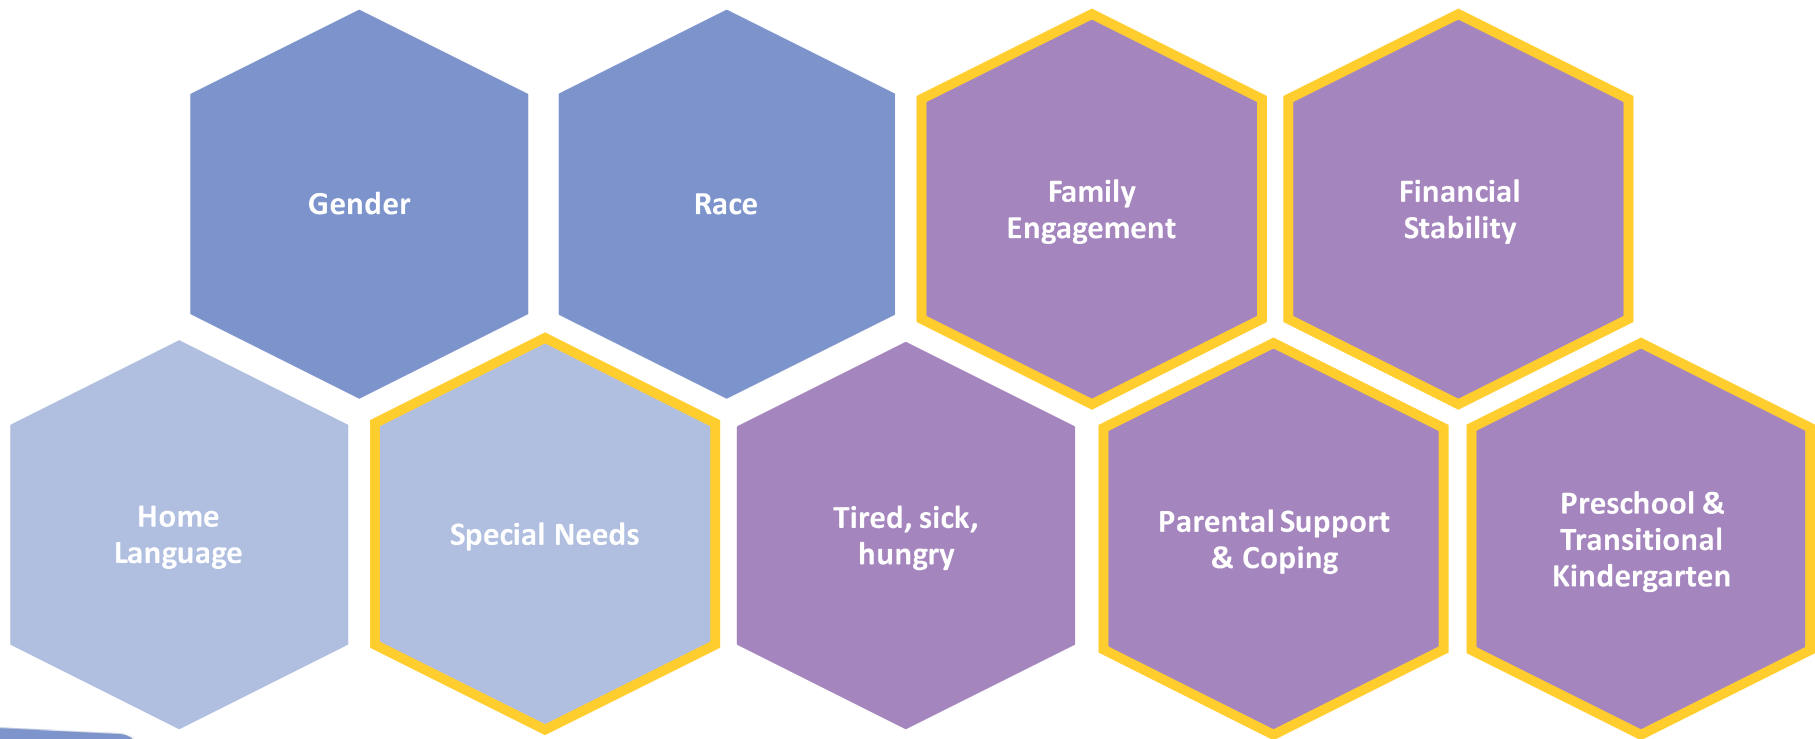 Gender
Race
Family
Engagement
Financial
Stability
Home
Language
Special Needs
Tired, sick,
hungry
Parental Support
& Coping
Preschool &
Transitional
Kindergarten